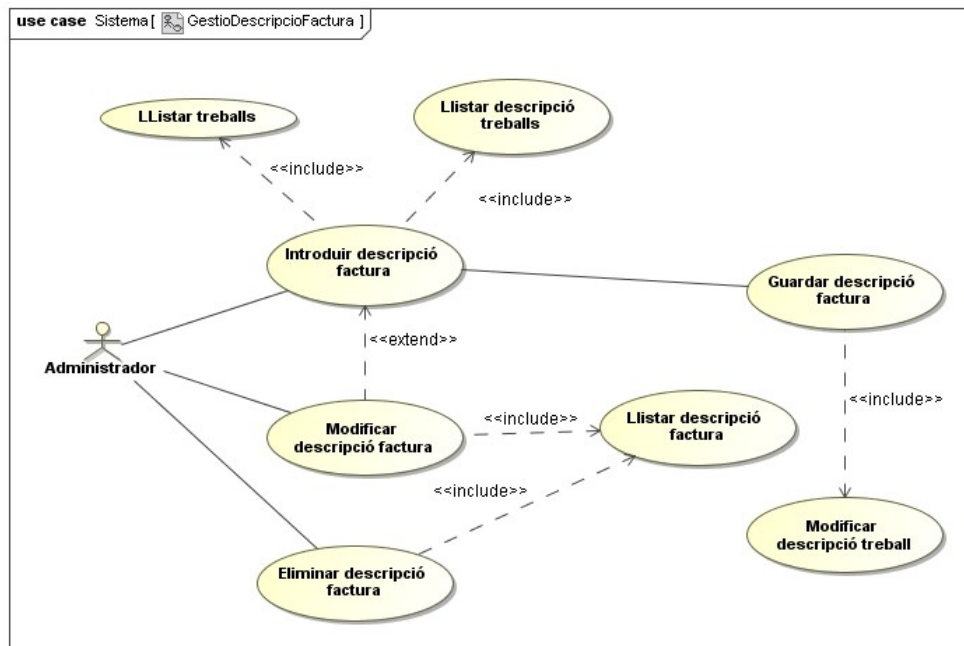 use case Sistema[ GestioDescripcioFactura ]
LListar treballs
Llistar descripció
treballs
<<include>>
<<include>>
Introduir descripció
factura
Guardar descripció
factura
<<extend>>
Administrador
<<include>>
Modificar
descripció factura
<<include>>
Llistar descripció
factura
<<include>>
Modificar
descripció treball
Eliminar descripció
factura